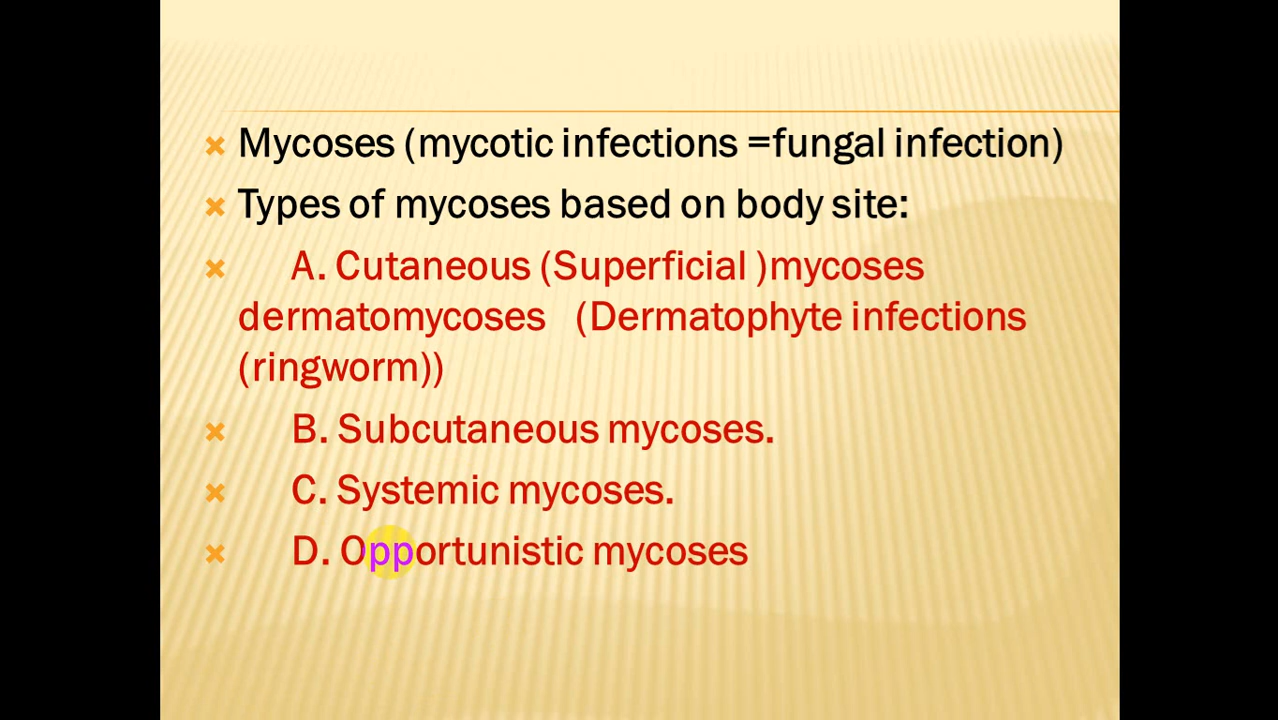 Mycoses (mycotic infections =fungal infection)
Types of mycoses based on body site:
A. Cutaneous (Superficial )mycoses
dermatomycoses (Dermatophyte infections
(ringworm))
B. Subcutaneous mycoses.
C. Systemic mycoses.
D. Opportunistic mycoses